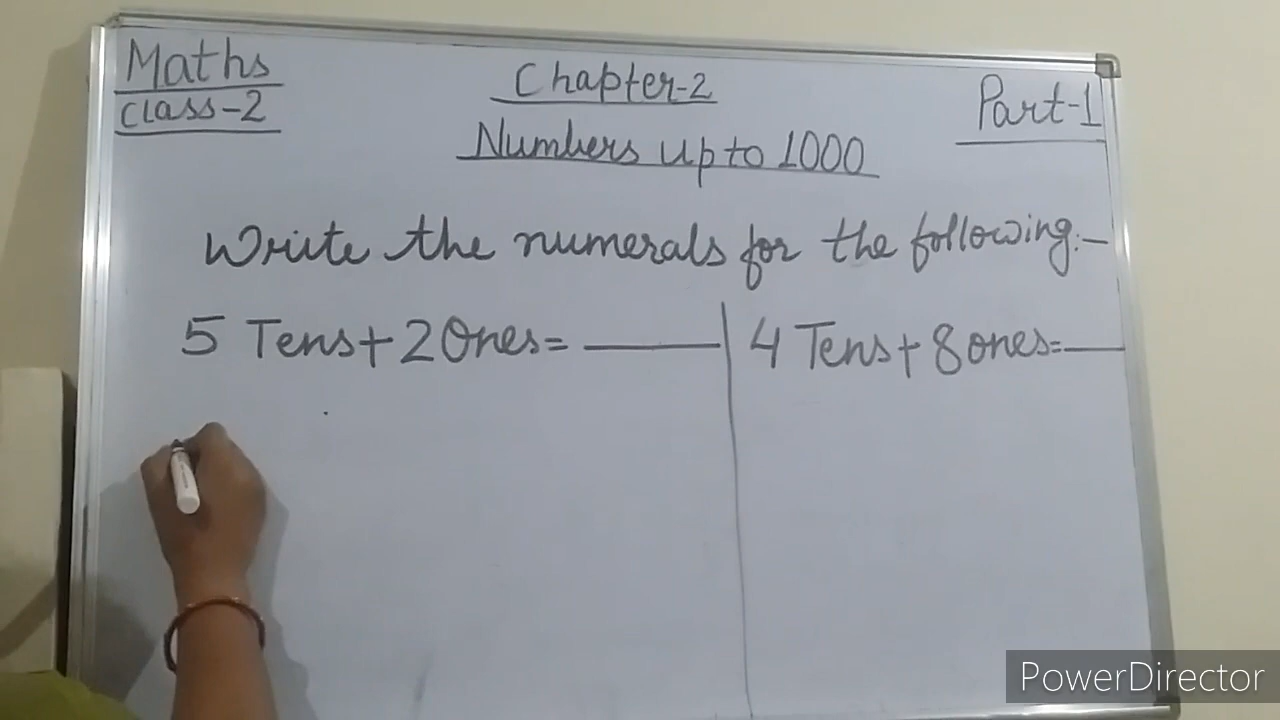 Maths
Class-2
Chapter-2
Numbers up to 1000
Part-1
Write the numerals for the following:-
5 Tens+2 Ones= ______
4 Tens+8 ones=____
PowerDirector